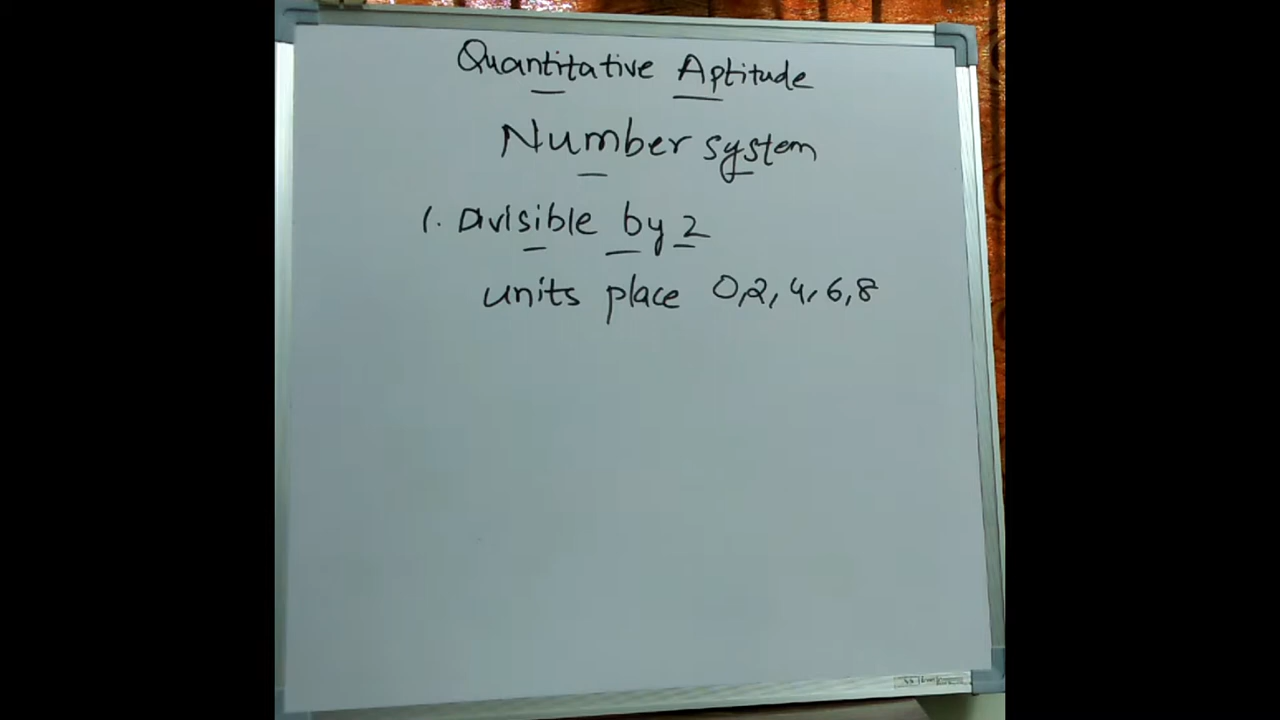 Quantitative Aptitude
Number system
1. Divisible by 2
units place 0,2,4,6,8